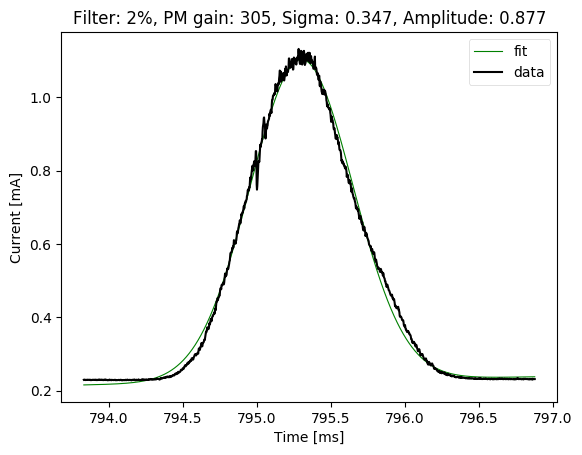 Filter: 2%, PM gain: 305, Sigma: 0.347, Amplitude: 0.877
fit
data
1.0
0.8
0.6
0.4
0.2
Current [mA]
794.0 794.5 795.0 795.5 796.0 796.5 797.0
Time [ms]